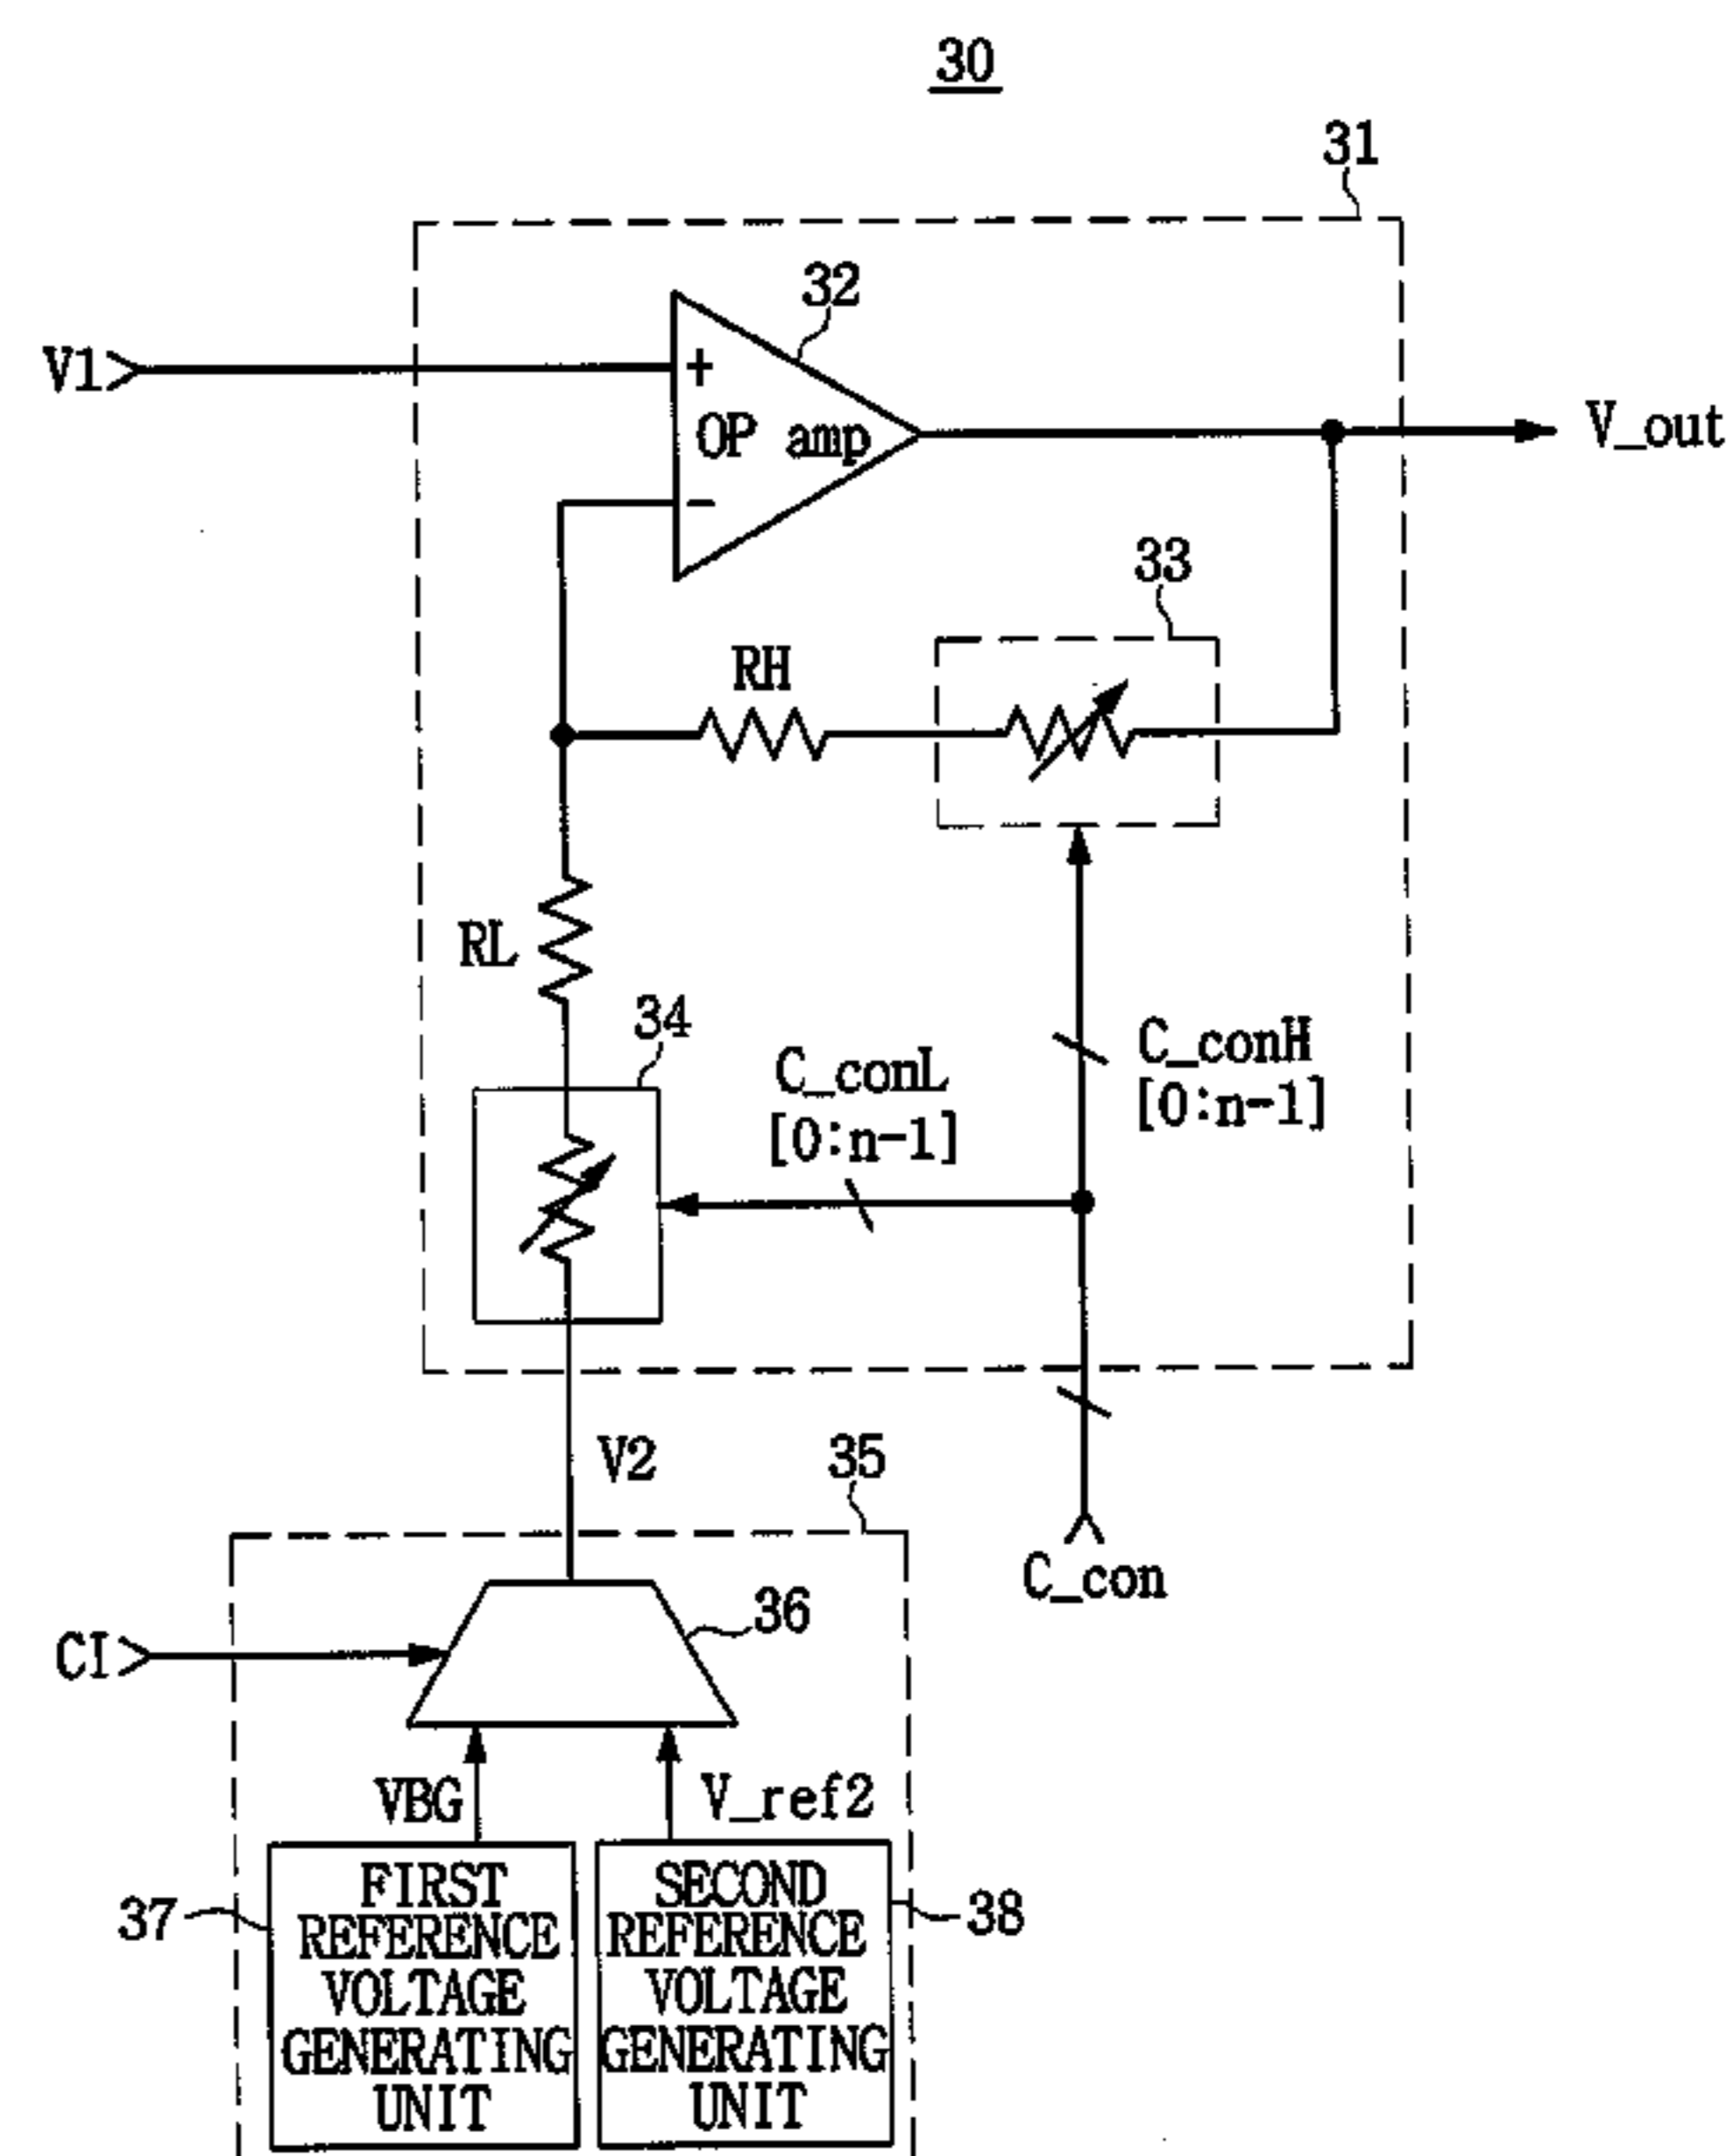 30
31
32
V1
+
OP amp
-
V_out
33
RH
RL
34
C_conL
[0:n-1]
C_conH
[0:n-1]
V2
35
C_con
36
CI
VBG
V_ref2
37
FIRST
REFERENCE
VOLTAGE
GENERATING
UNIT
SECOND
REFERENCE
VOLTAGE
GENERATING
UNIT
38